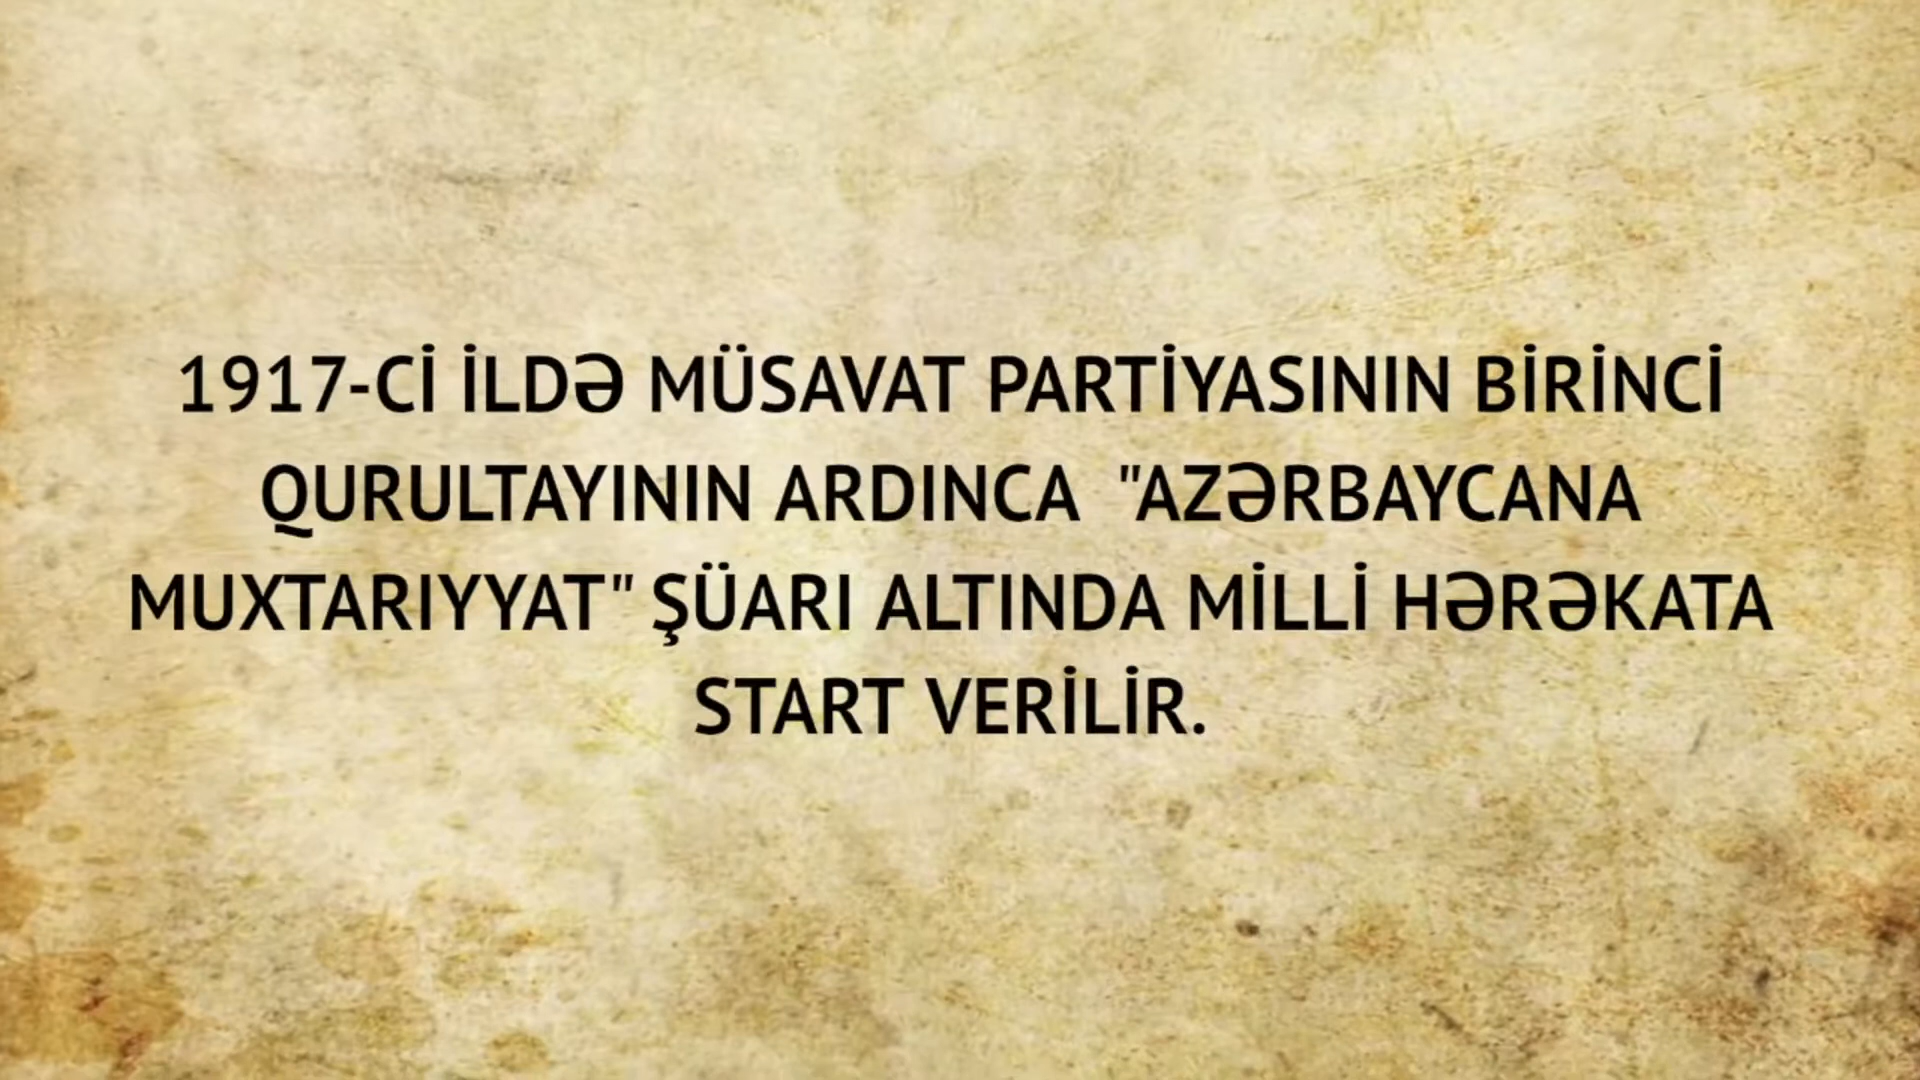 1917-Cİ İLDƏ MÜSAVAT PARTİYASININ BİRİNCİ
QURULTAYININ ARDINCA "AZƏRBAYCANA
MUXTARIYYAT" ŞÜARI ALTINDA MİLLİ HƏRƏKATA
START VERİLİR.